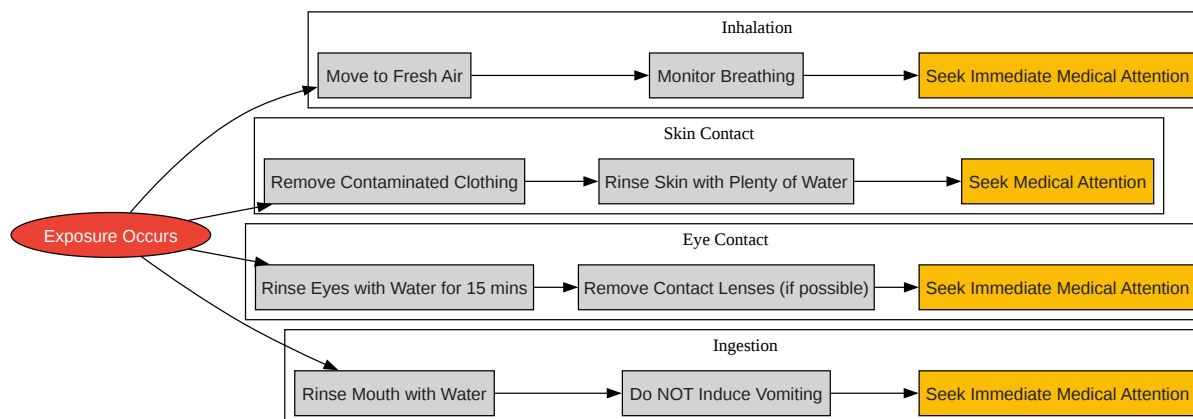 Inhalation
Move to Fresh Air
Monitor Breathing
Seek Immediate Medical Attention
Skin Contact
Remove Contaminated Clothing
Rinse Skin with Plenty of Water
Seek Medical Attention
Exposure Occurs
Eye Contact
Rinse Eyes with Water for 15 mins
Remove Contact Lenses (if possible)
Seek Immediate Medical Attention
Ingestion
Rinse Mouth with Water
Do NOT Induce Vomiting
Seek Immediate Medical Attention